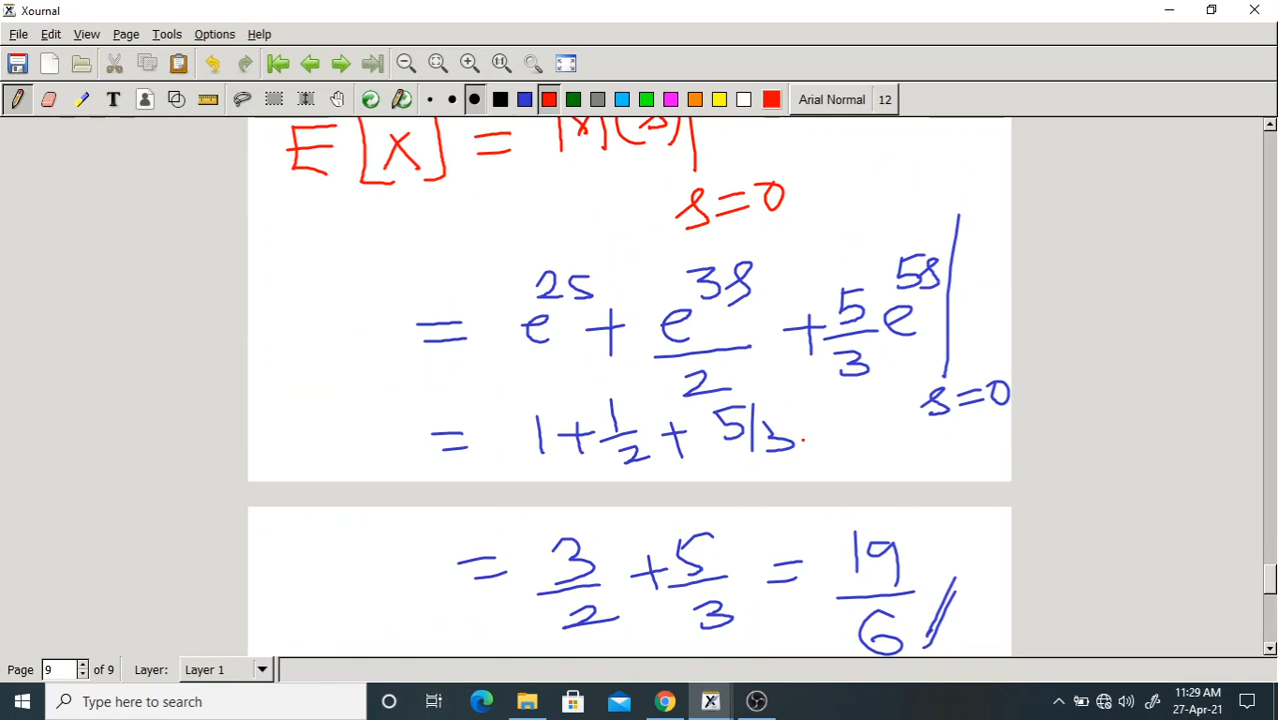 Xournal
File Edit View Page Tools Options Help
Arial Normal 12
E[X] = M(s)|
s=0
= e^2s + e^3s/2 + 5/3 e^5s |
s=0
= 1 + 1/2 + 5/3
= 3/2 + 5/3 = 19/6 //
Page 9 of 9 Layer: Layer 1
Type here to search
11:29 AM
27-Apr-21